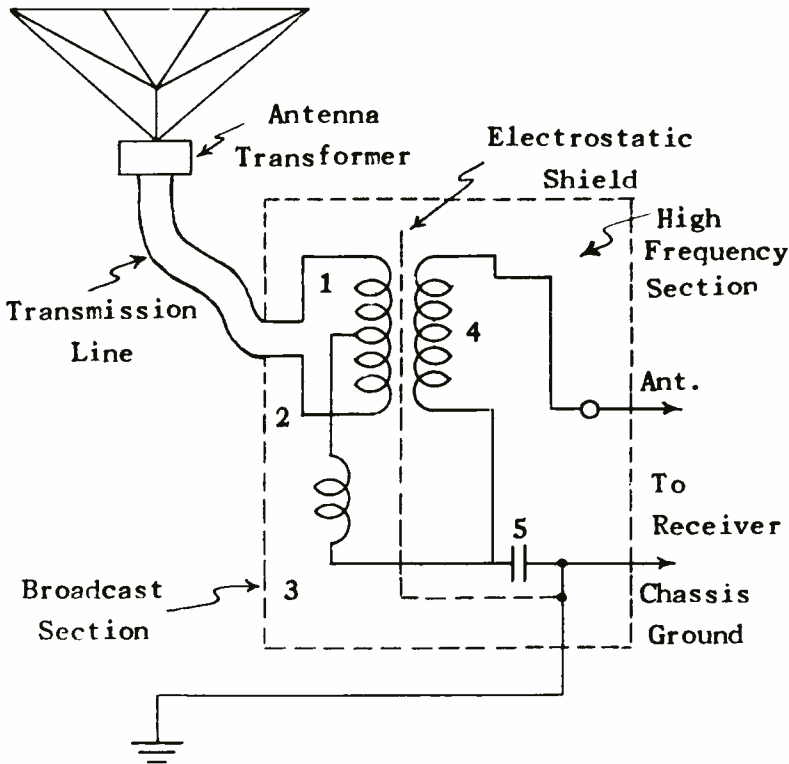 Antenna
Transformer
Electrostatic
Shield
High
Frequency
Section
Transmission
Line
1
2
3
4
5
Ant.
To
Receiver
Broadcast
Section
Chassis
Ground